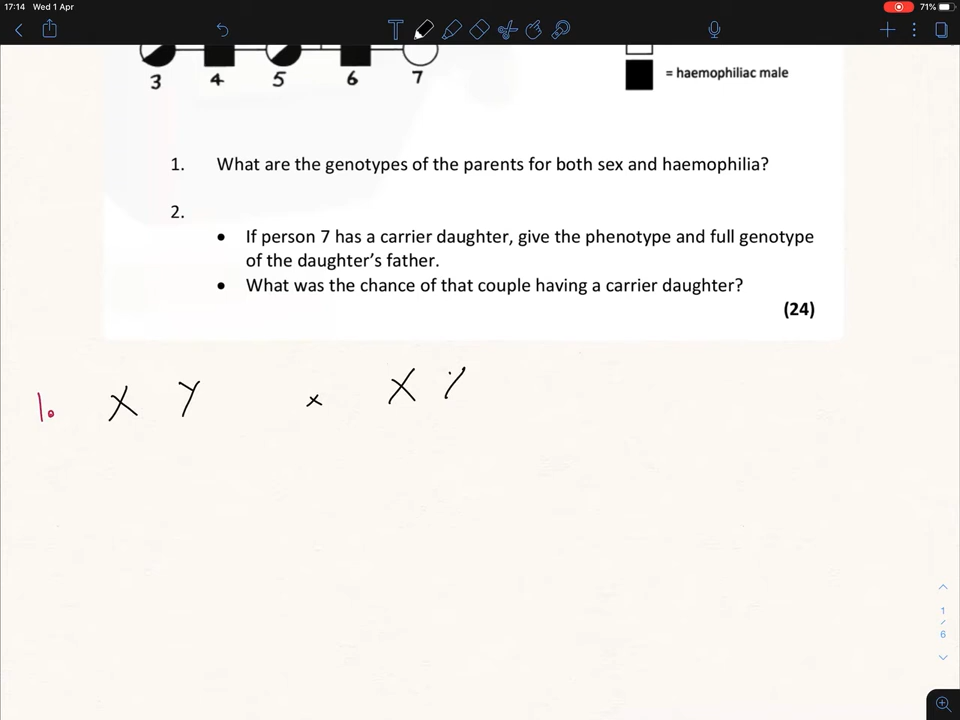 17:14 Wed 1 Apr
71%
T
3 4 5 6 7
= haemophiliac male
1. What are the genotypes of the parents for both sex and haemophilia?
2.
• If person 7 has a carrier daughter, give the phenotype and full genotype
of the daughter's father.
• What was the chance of that couple having a carrier daughter?
(24)
1. X Y x X
1
/
6